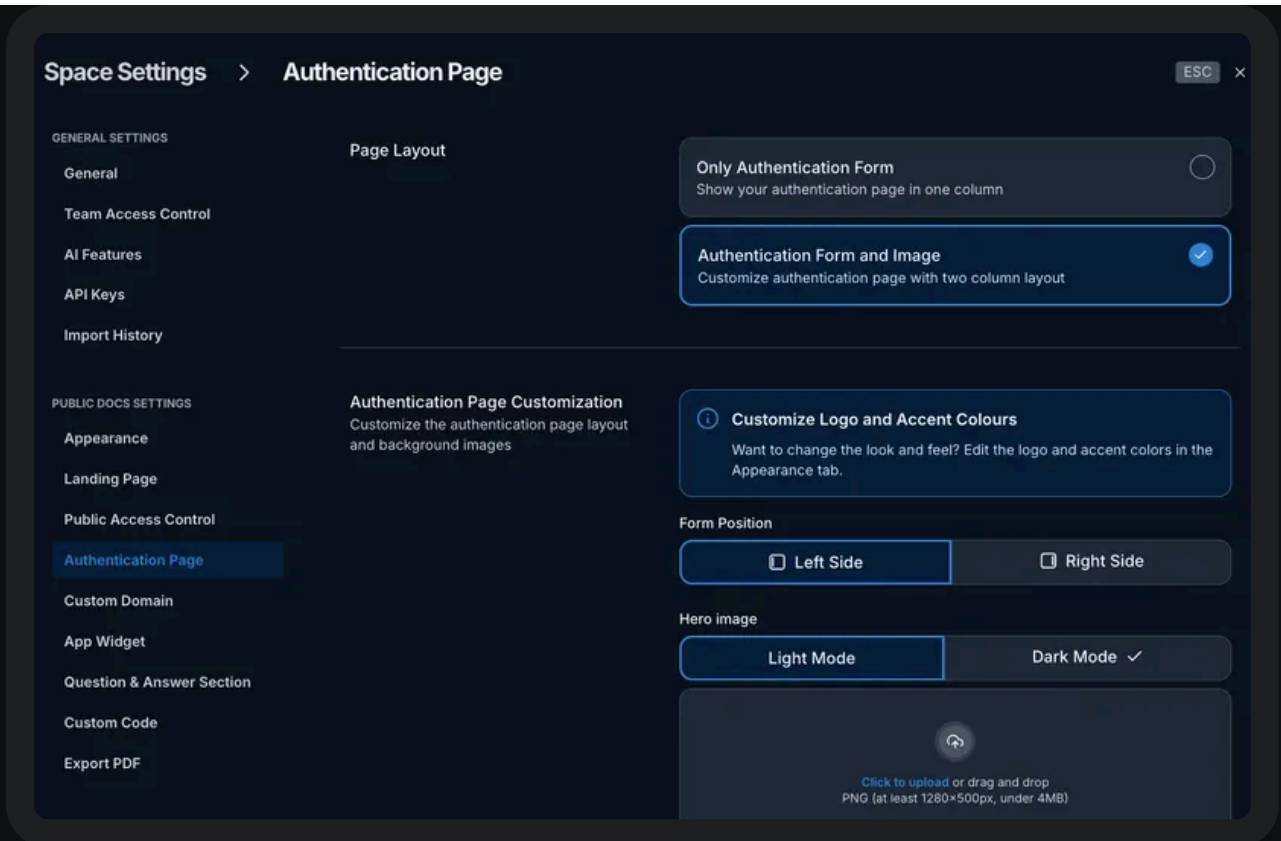 Space Settings > Authentication Page
ESC ×
GENERAL SETTINGS
General
Team Access Control
AI Features
API Keys
Import History
PUBLIC DOCS SETTINGS
Appearance
Landing Page
Public Access Control
Authentication Page
Custom Domain
App Widget
Question & Answer Section
Custom Code
Export PDF
Page Layout
Only Authentication Form
Show your authentication page in one column
Authentication Form and Image
Customize authentication page with two column layout
Authentication Page Customization
Customize the authentication page layout
and background images
Customize Logo and Accent Colours
Want to change the look and feel? Edit the logo and accent colors in the
Appearance tab.
Form Position
Left Side
Right Side
Hero image
Light Mode
Dark Mode
Click to upload or drag and drop
PNG (at least 1280×500px, under 4MB)